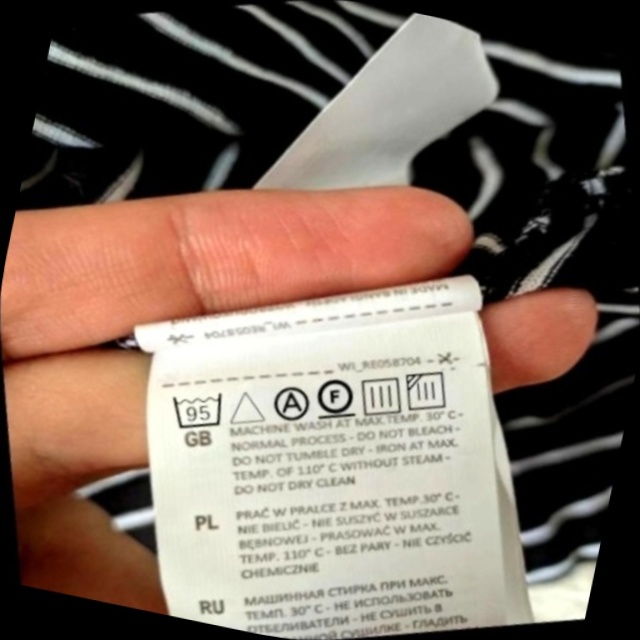 WI_RE058704
WI_RE058704
95 A F
GB
MACHINE WASH AT MAX.TEMP. 30° C -
NORMAL PROCESS - DO NOT BLEACH -
DO NOT TUMBLE DRY - IRON AT MAX.
TEMP. OF 110° C WITHOUT STEAM -
DO NOT DRY CLEAN
PL
PRAĆ W PRALCE Z MAX. TEMP.30° C -
NIE BIELIĆ - NIE SUSZYĆ W SUSZARCE
BĘBNOWEJ - PRASOWAĆ W MAX.
TEMP. 110° C - BEZ PARY - NIE CZYŚCIĆ
CHEMICZNIE
RU
МАШИННАЯ СТИРКА ПРИ МАКС.
ТЕМП. 30° C - НЕ ИСПОЛЬЗОВАТЬ
ОТБЕЛИВАТЕЛИ - НЕ СУШИТЬ В
СУШИЛКЕ - ГЛАДИТЬ